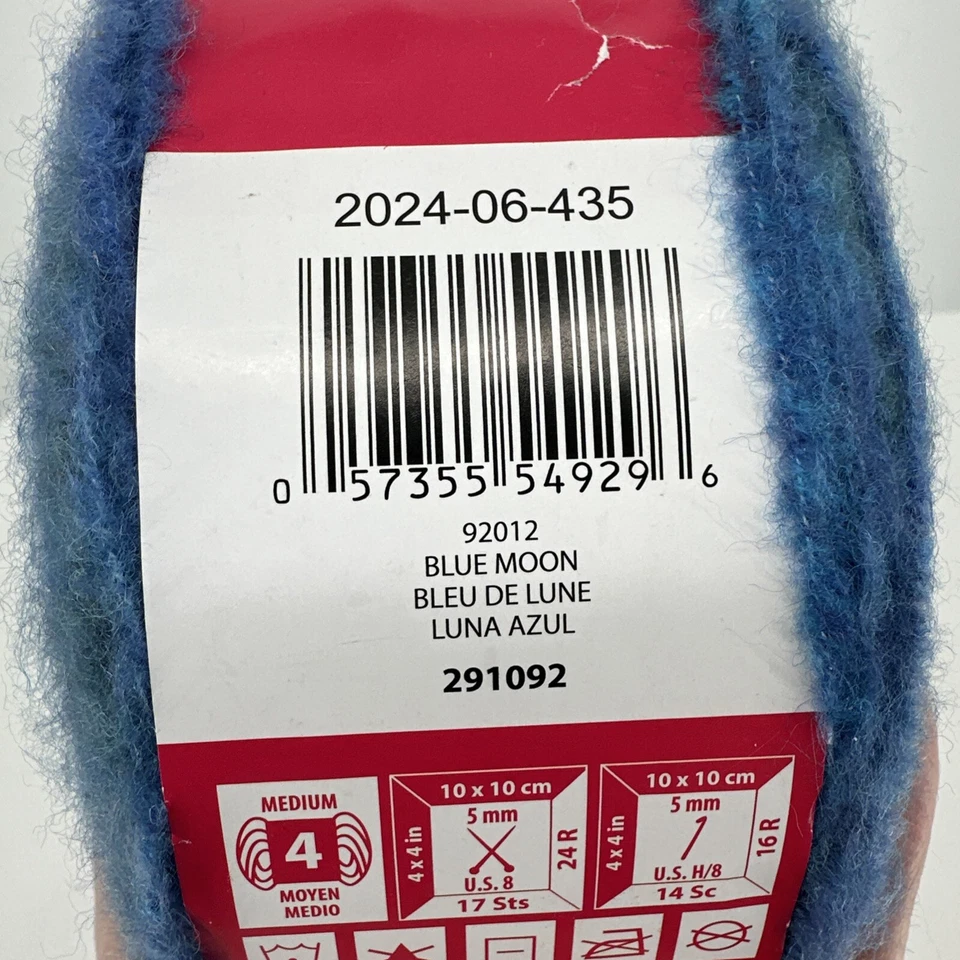 2024-06-435
0 57355 54929 6
92012
BLUE MOON
BLEU DE LUNE
LUNA AZUL
291092
MEDIUM
4
MOYEN
MEDIO
10 x 10 cm
4 x 4 in
5 mm
24 R
U.S. 8
17 Sts
10 x 10 cm
4 x 4 in
5 mm
16 R
U.S. H/8
14 Sc